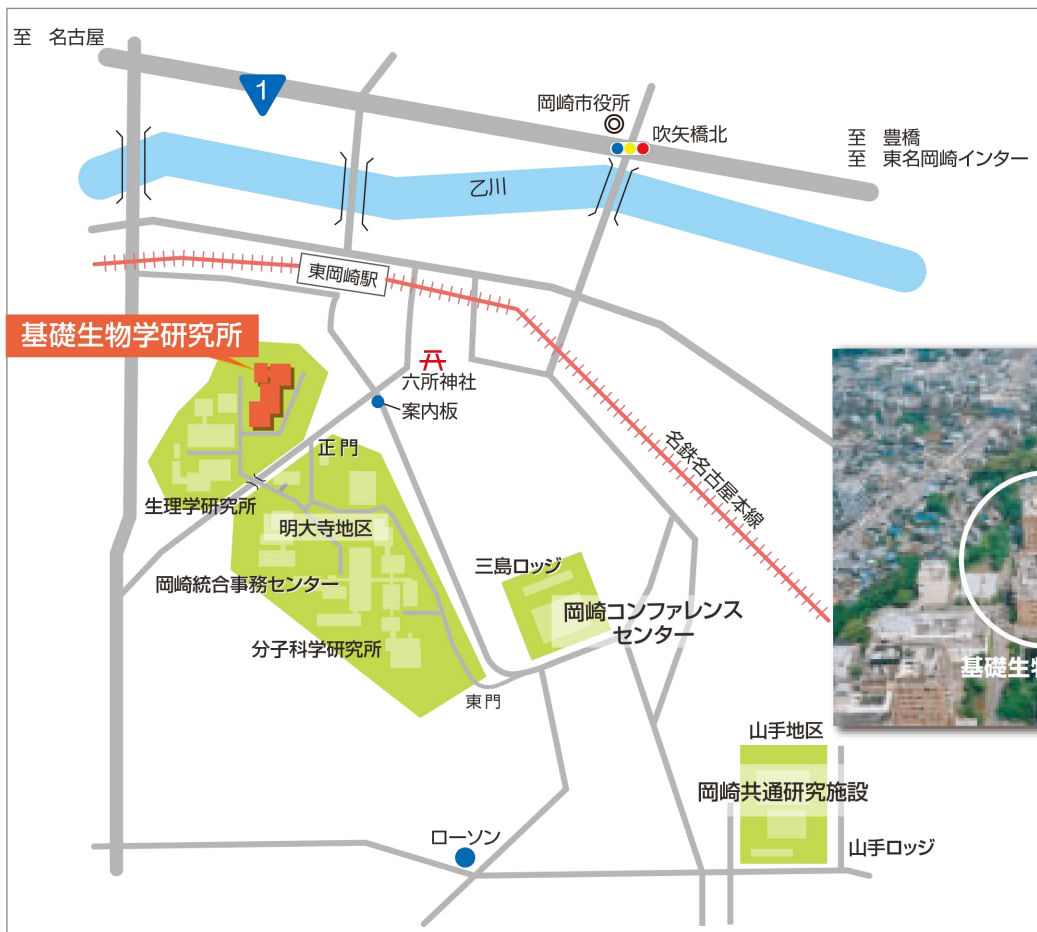 至　名古屋
1
岡崎市役所
吹矢橋北
至　豊橋
至　東名岡崎インター
乙川
東岡崎駅
基礎生物学研究所
六所神社
案内板
正門
名鉄名古屋本線
生理学研究所
明大寺地区
三島ロッジ
岡崎統合事務センター
岡崎コンファレンス
センター
分子科学研究所
基礎生物
東門
山手地区
岡崎共通研究施設
ローソン
山手ロッジ